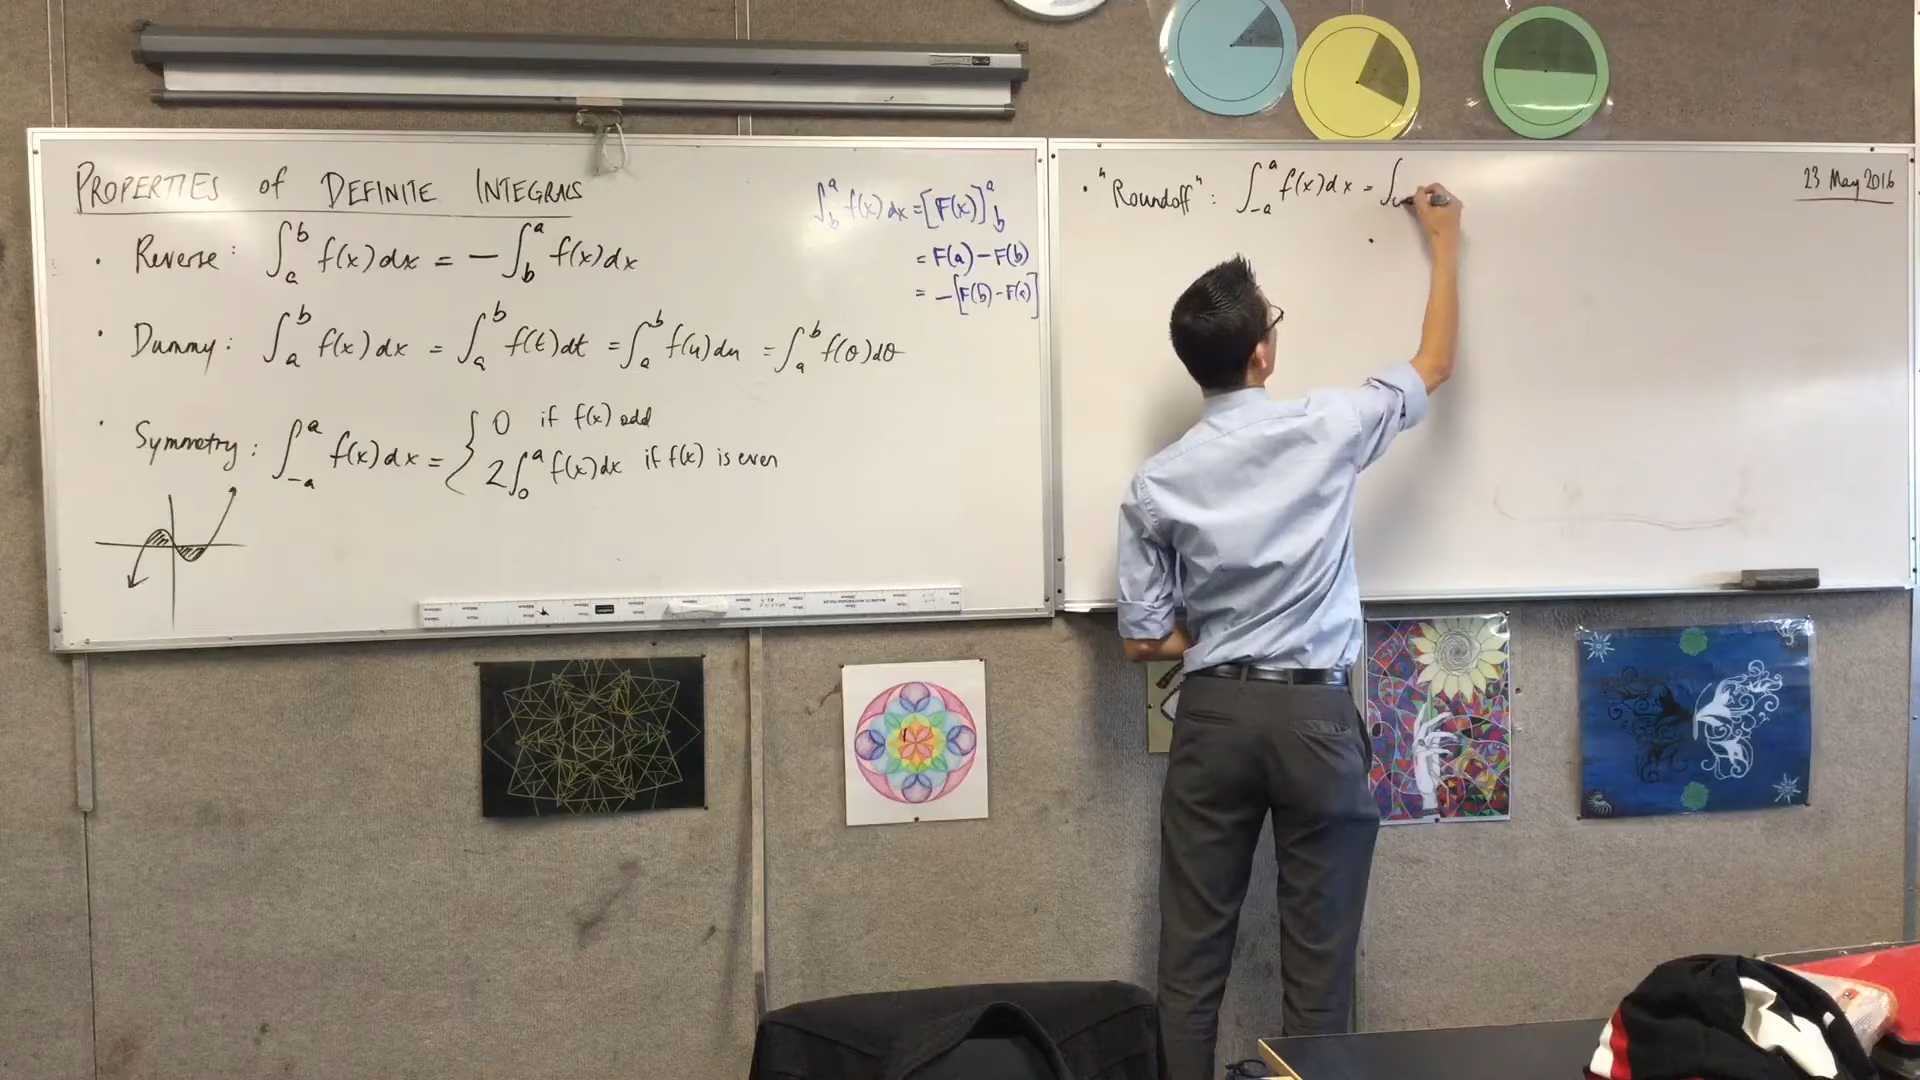 PROPERTIES of DEFINITE INTEGRALS
· Reverse: ∫_a^b f(x)dx = -∫_b^a f(x)dx
· Dummy: ∫_a^b f(x)dx = ∫_a^b f(t)dt = ∫_a^b f(u)du = ∫_a^b f(θ)dθ
· Symmetry: ∫_{-a}^a f(x)dx = { 0 if f(x) odd
2∫_0^a f(x)dx if f(x) is even
∫_b^a f(x)dx = [F(x)]_b^a
= F(a) - F(b)
= -[F(b) - F(a)]
· "Roundoff": ∫_{-a}^a f(x)dx = ∫
23 May 2016